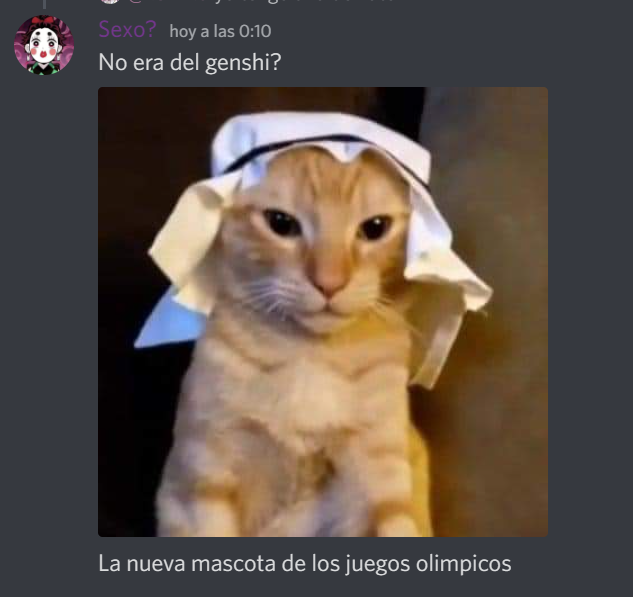 Sexo? hoy a las 0:10
No era del genshi?
La nueva mascota de los juegos olimpicos